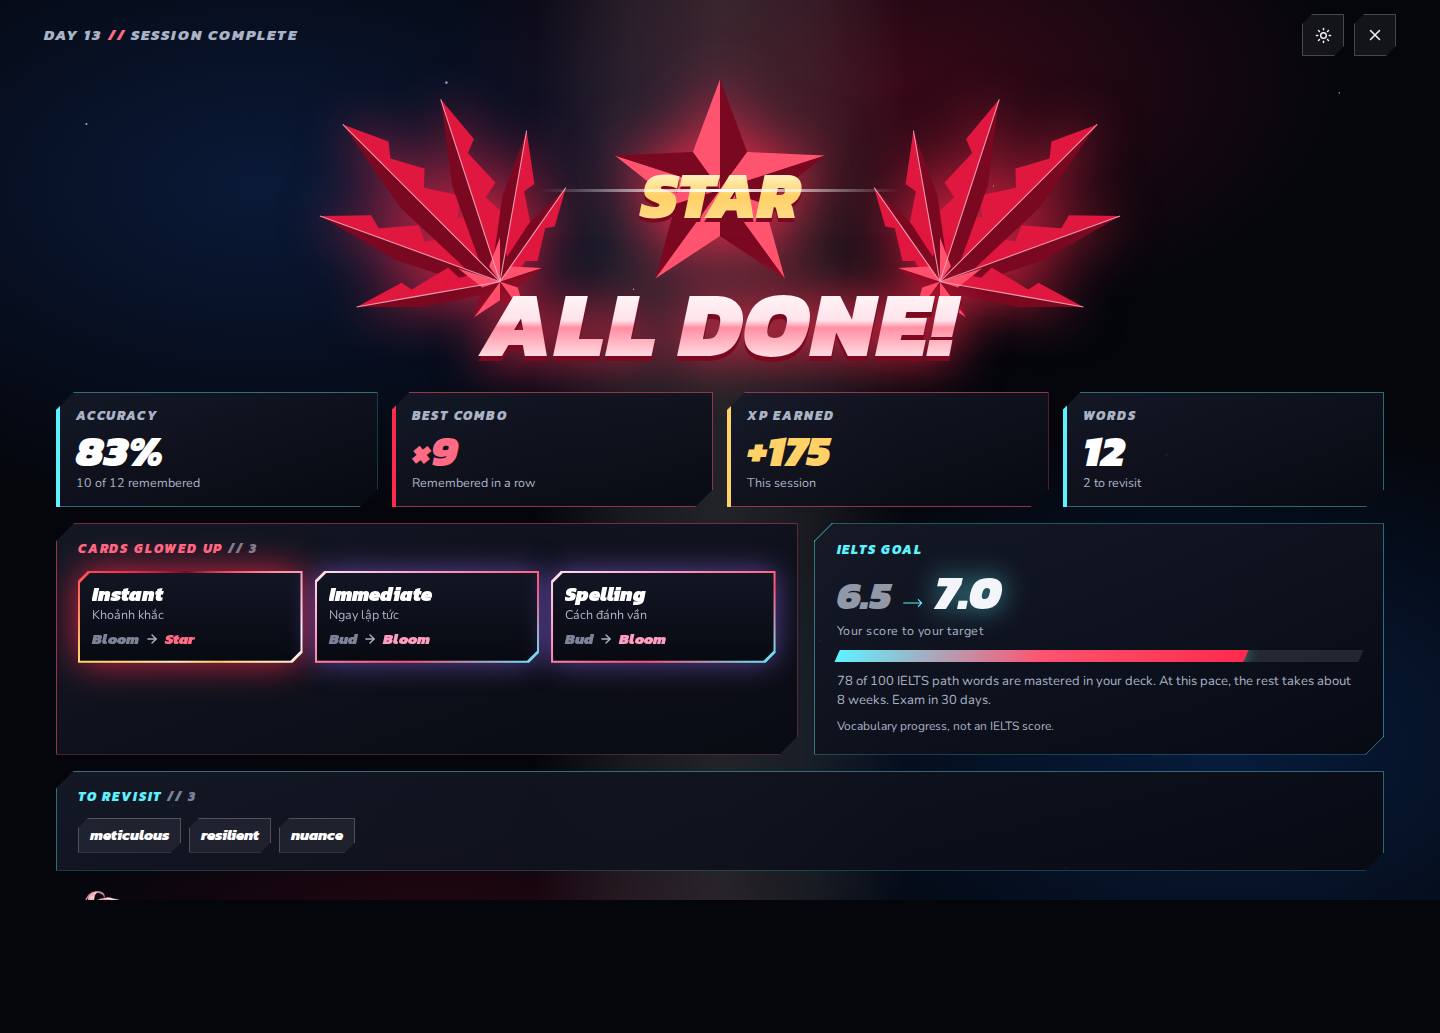 DAY 13 // SESSION COMPLETE
STAR
ALL DONE!
ACCURACY
83%
10 of 12 remembered
BEST COMBO
×9
Remembered in a row
XP EARNED
+175
This session
WORDS
12
2 to revisit
CARDS GLOWED UP // 3
Instant
Khoảnh khắc
Bloom → Star
Immediate
Ngay lập tức
Bud → Bloom
Spelling
Cách đánh vần
Bud → Bloom
IELTS GOAL
6.5 → 7.0
Your score to your target
78 of 100 IELTS path words are mastered in your deck. At this pace, the rest takes about
8 weeks. Exam in 30 days.
Vocabulary progress, not an IELTS score.
TO REVISIT // 3
meticulous
resilient
nuance